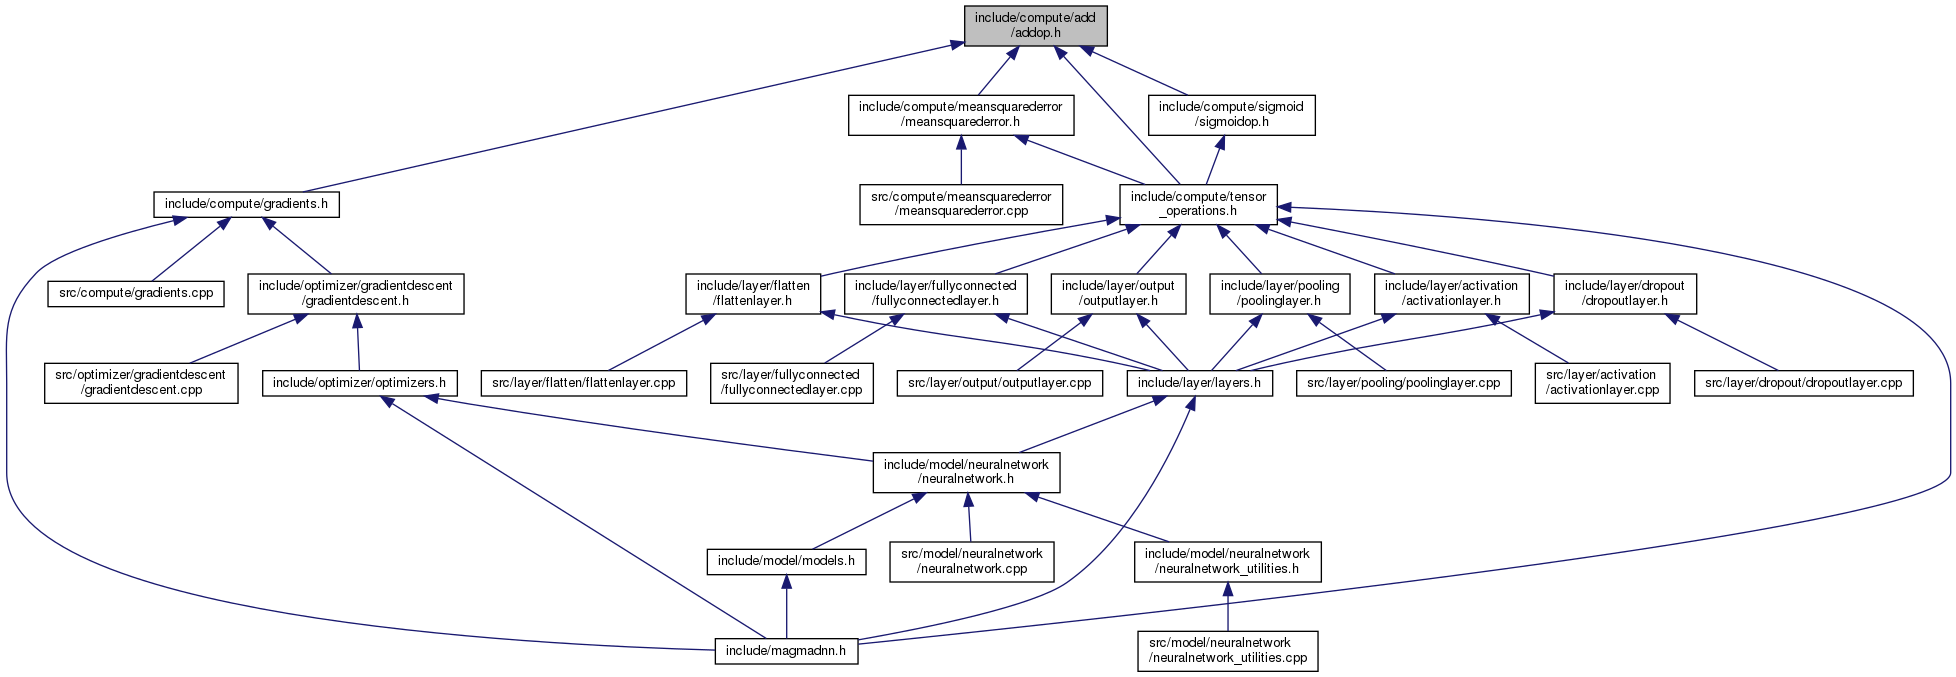 include/compute/add
/addop.h
include/compute/meansquarederror
/meansquarederror.h
include/compute/sigmoid
/sigmoidop.h
include/compute/gradients.h
src/compute/meansquarederror
/meansquarederror.cpp
include/compute/tensor
_operations.h
src/compute/gradients.cpp
include/optimizer/gradientdescent
/gradientdescent.h
include/layer/flatten
/flattenlayer.h
include/layer/fullyconnected
/fullyconnectedlayer.h
include/layer/output
/outputlayer.h
include/layer/pooling
/poolinglayer.h
include/layer/activation
/activationlayer.h
include/layer/dropout
/dropoutlayer.h
src/optimizer/gradientdescent
/gradientdescent.cpp
include/optimizer/optimizers.h
src/layer/flatten/flattenlayer.cpp
src/layer/fullyconnected
/fullyconnectedlayer.cpp
src/layer/output/outputlayer.cpp
include/layer/layers.h
src/layer/pooling/poolinglayer.cpp
src/layer/activation
/activationlayer.cpp
src/layer/dropout/dropoutlayer.cpp
include/model/neuralnetwork
/neuralnetwork.h
include/model/models.h
src/model/neuralnetwork
/neuralnetwork.cpp
include/model/neuralnetwork
/neuralnetwork_utilities.h
include/magmadnn.h
src/model/neuralnetwork
/neuralnetwork_utilities.cpp